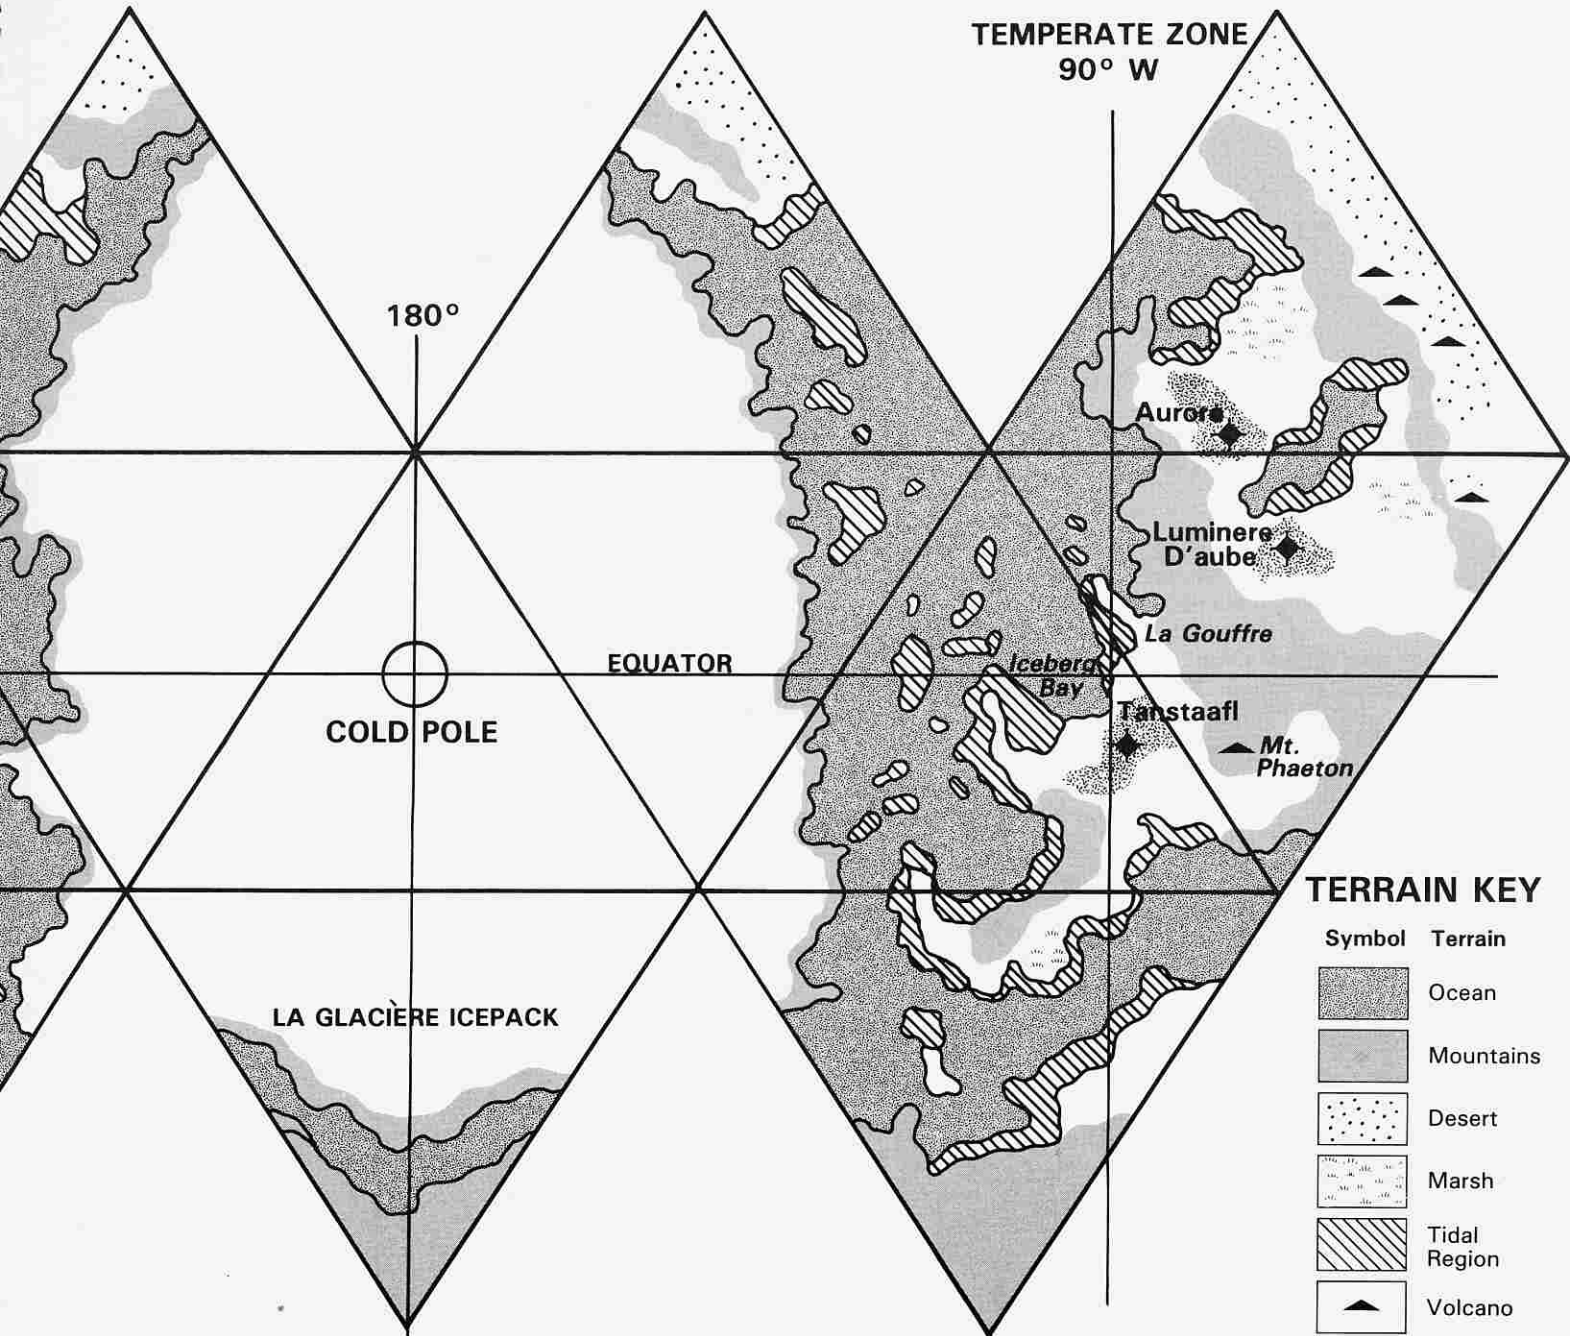 TEMPERATE ZONE
90° W
180°
Aurore
Luminere
D'aube
La Gouffre
EQUATOR
Iceberg
Bay
COLD POLE
Tanstaafl
Mt.
Phaeton
LA GLACIÈRE ICEPACK
TERRAIN KEY
Symbol Terrain
Ocean
Mountains
Desert
Marsh
Tidal
Region
Volcano